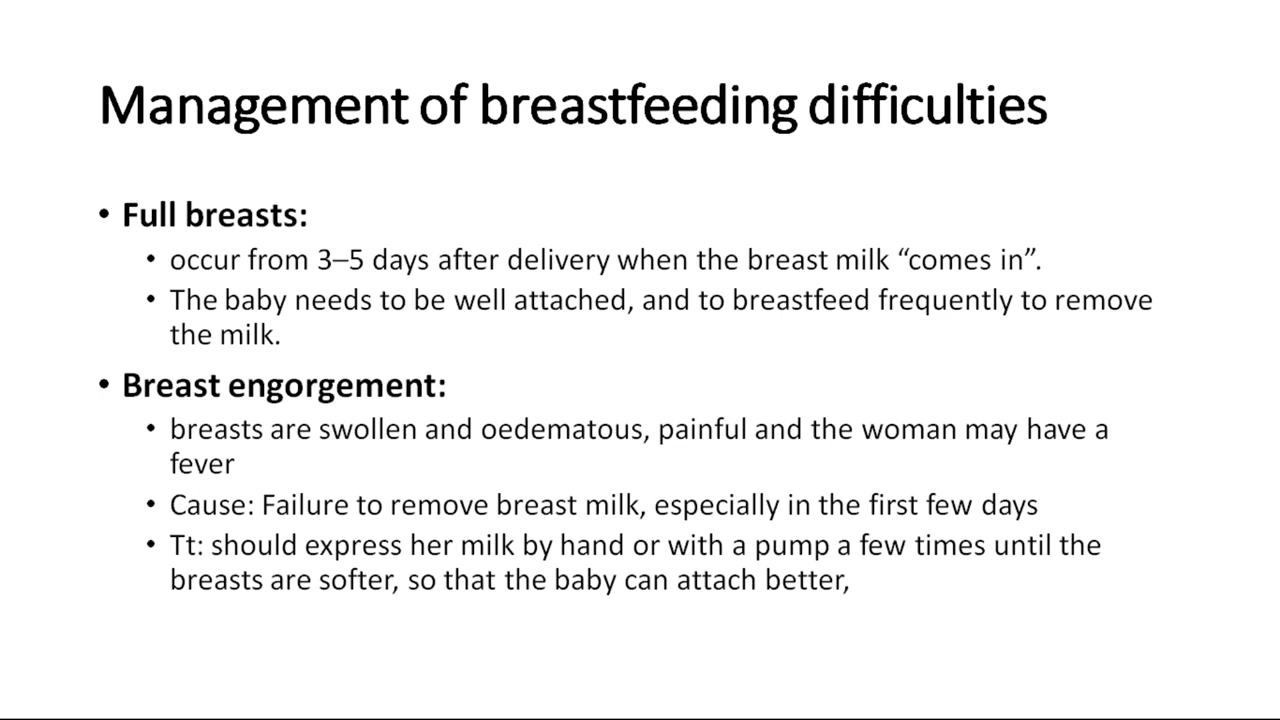 Management of breastfeeding difficulties
• Full breasts:
• occur from 3–5 days after delivery when the breast milk “comes in”.
• The baby needs to be well attached, and to breastfeed frequently to remove
the milk.
• Breast engorgement:
• breasts are swollen and oedematous, painful and the woman may have a
fever
• Cause: Failure to remove breast milk, especially in the first few days
• Tt: should express her milk by hand or with a pump a few times until the
breasts are softer, so that the baby can attach better,